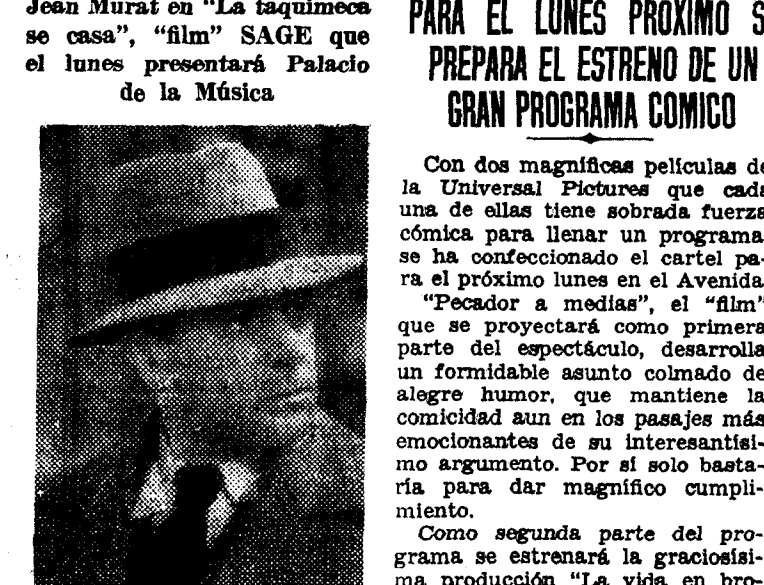 Jean Murat en "La taquimeca
se casa", "film" SAGE que
el lunes presentará Palacio
de la Música
PARA EL LUNES PROXIMO S
PREPARA EL ESTRENO DE UN
GRAN PROGRAMA COMICO
Con dos magníficas películas de
la Universal Pictures que cada
una de ellas tiene sobrada fuerza
cómica para llenar un programa
se ha confeccionado el cartel pa-
ra el próximo lunes en el Avenida
"Pecador a medias", el "film"
que se proyectará como primera
parte del espectáculo, desarrolla
un formidable asunto colmado de
alegre humor, que mantiene la
comicidad aun en los pasajes más
emocionantes de su interesantísi-
mo argumento. Por sí solo basta-
ría para dar magnífico cumpli-
miento.
Como segunda parte del pro-
grama se estrenará la graciosísi-
ma producción "La vida en bro-